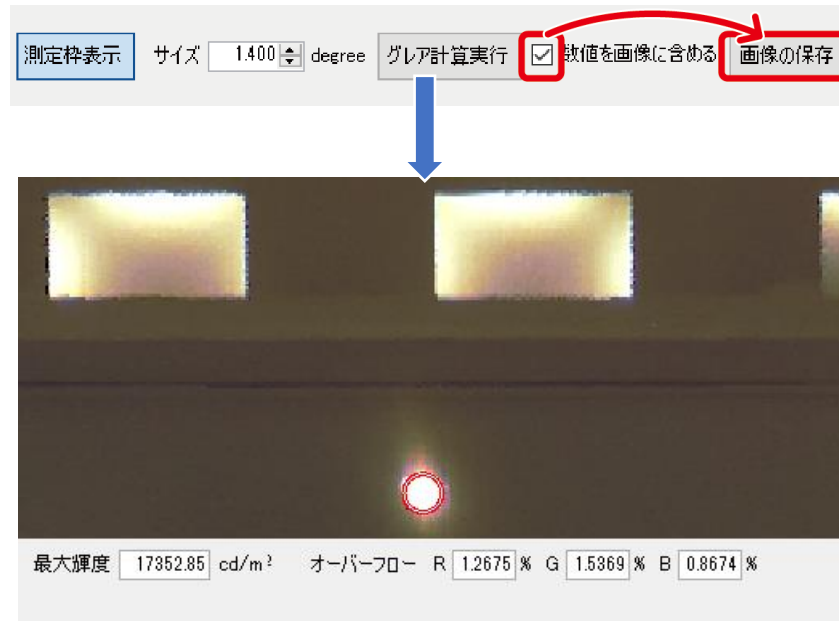 測定枠表示 サイズ 1.400 degree グレア計算実行 数値を画像に含める 画像の保存
最大輝度 17352.85 cd/m² オーバーフロー R 1.2675 % G 1.5369 % B 0.8674 %